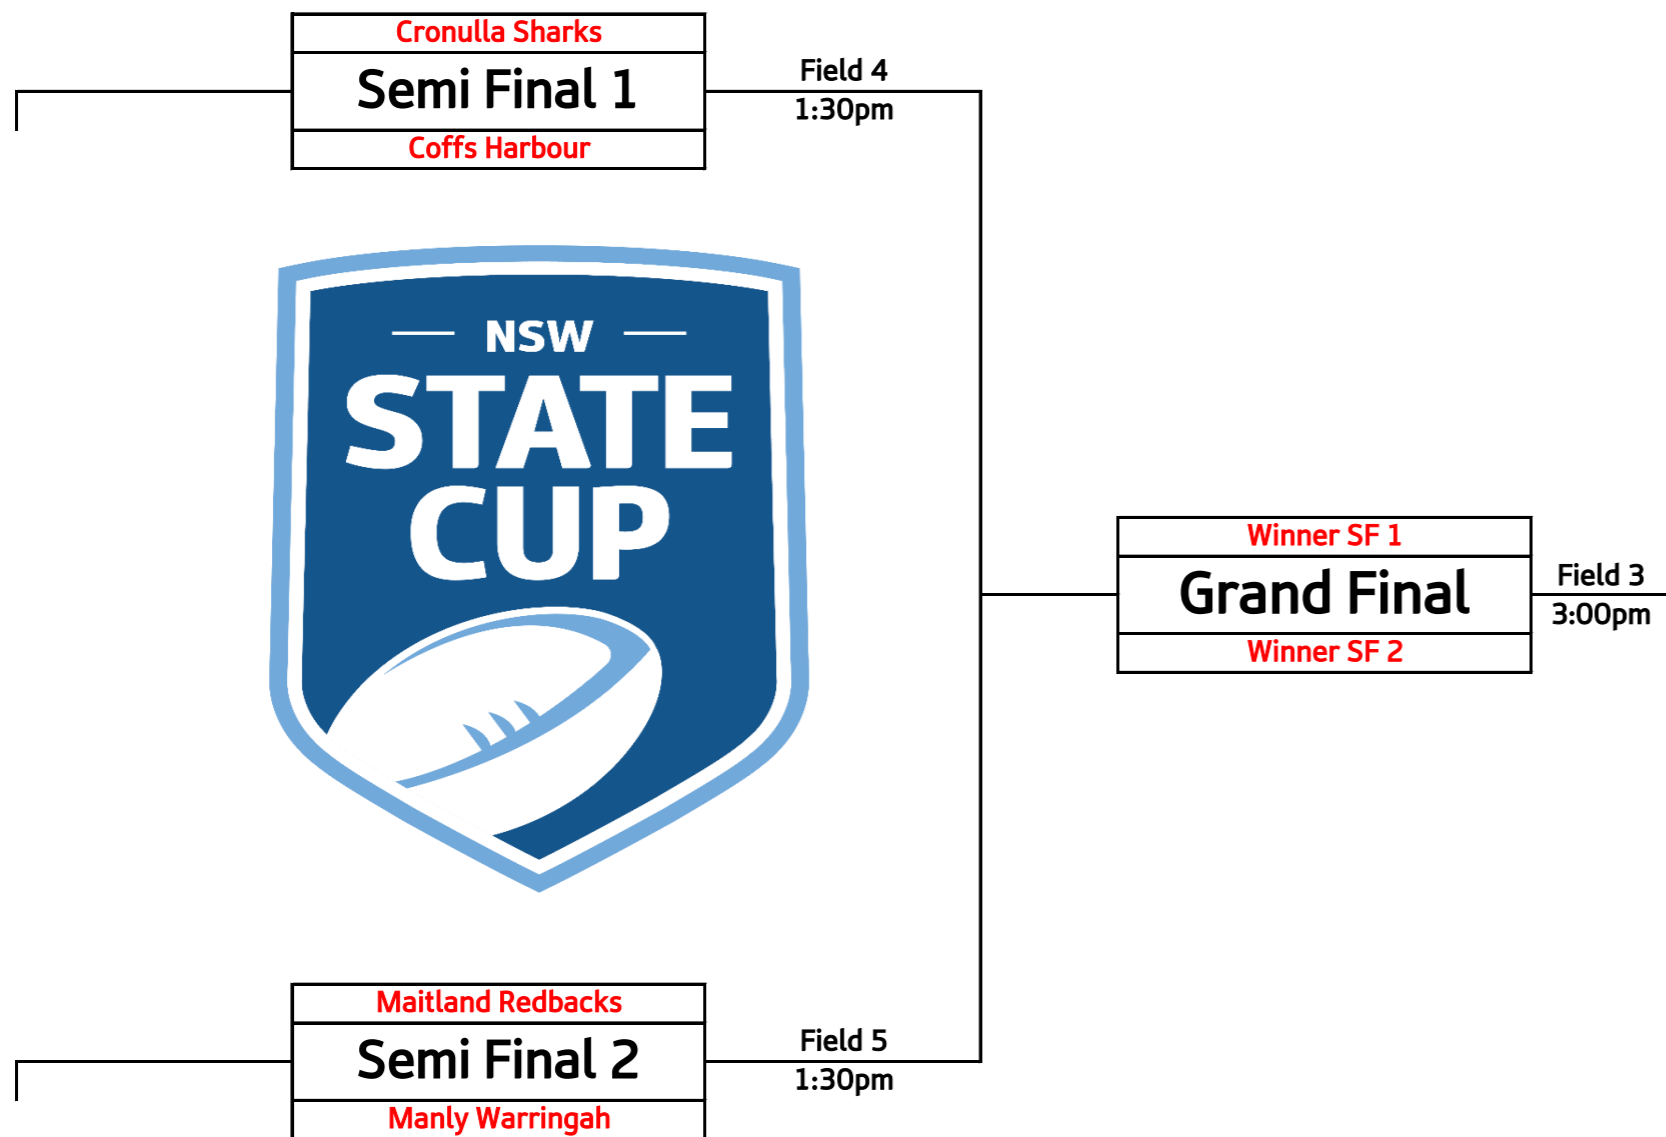 Cronulla Sharks
Semi Final 1
Coffs Harbour
Field 4
1:30pm
NSW
STATE
CUP
Winner SF 1
Grand Final
Winner SF 2
Field 3
3:00pm
Maitland Redbacks
Semi Final 2
Manly Warringah
Field 5
1:30pm